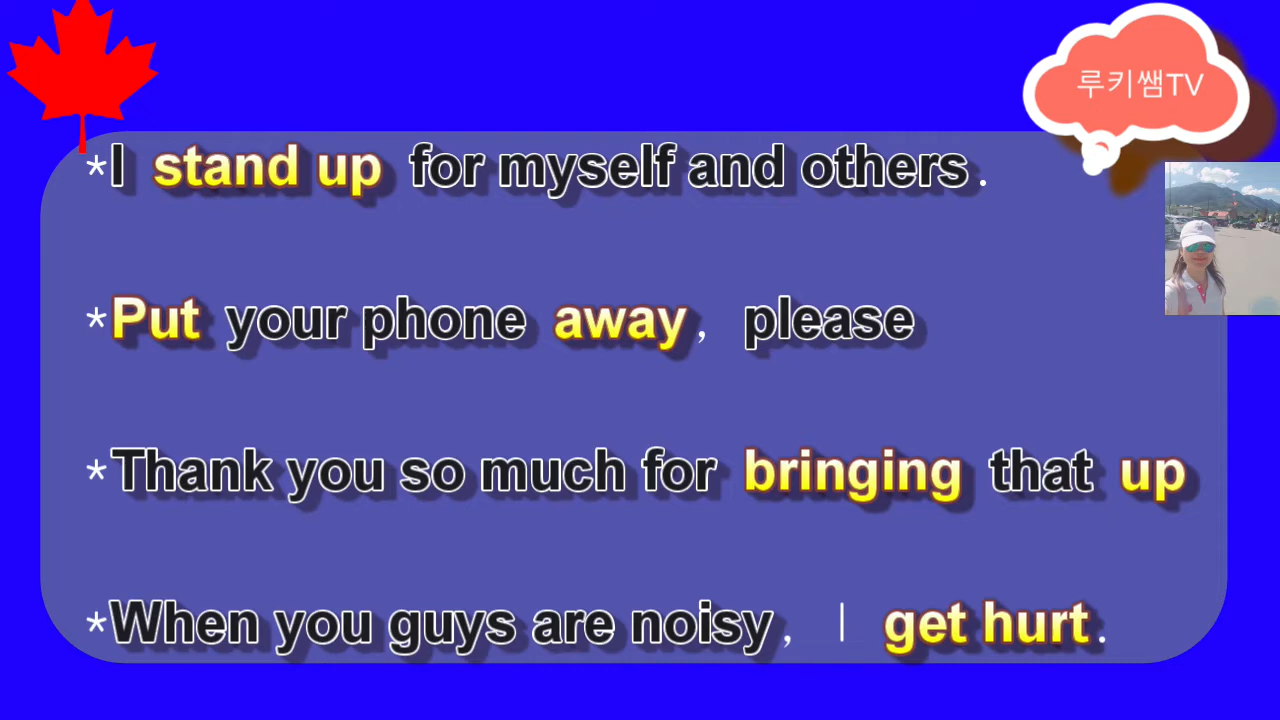 루키쌤TV
*I stand up for myself and others.
*Put your phone away, please
*Thank you so much for bringing that up
*When you guys are noisy, I get hurt.